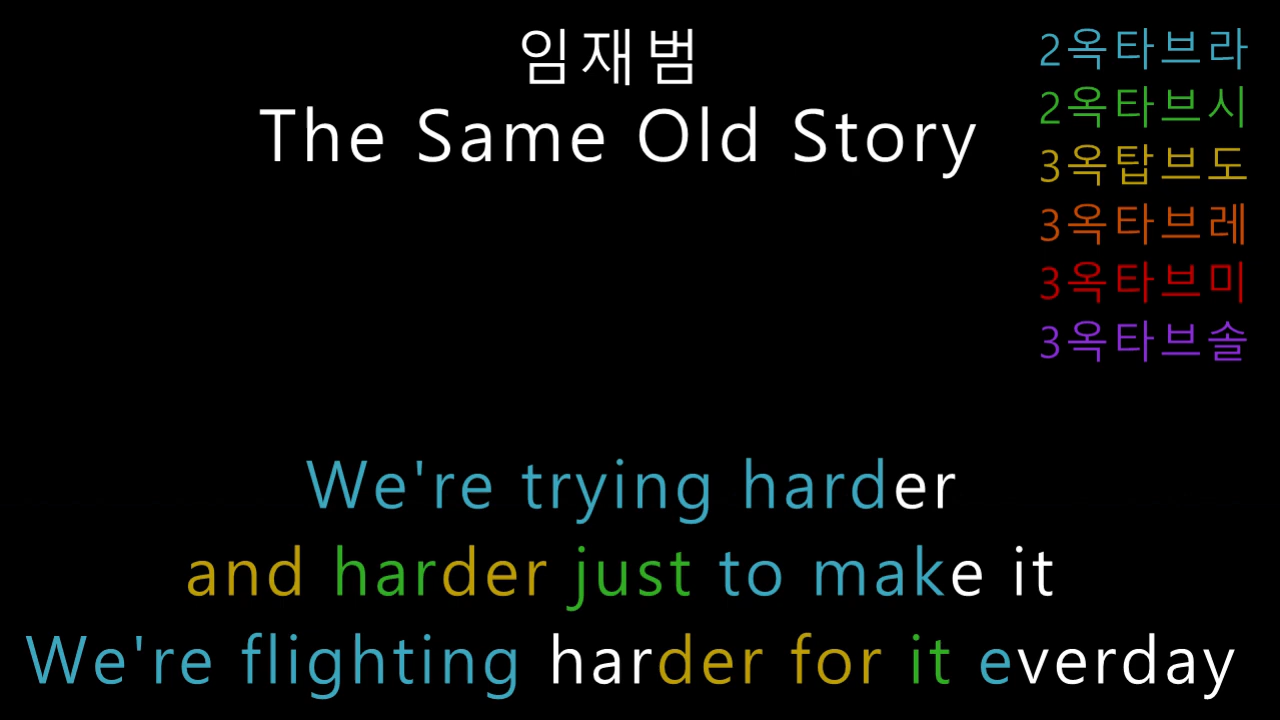 임재범
The Same Old Story
2옥타브라
2옥타브시
3옥탑브도
3옥타브레
3옥타브미
3옥타브솔
We're trying harder
and harder just to make it
We're flighting harder for it everday